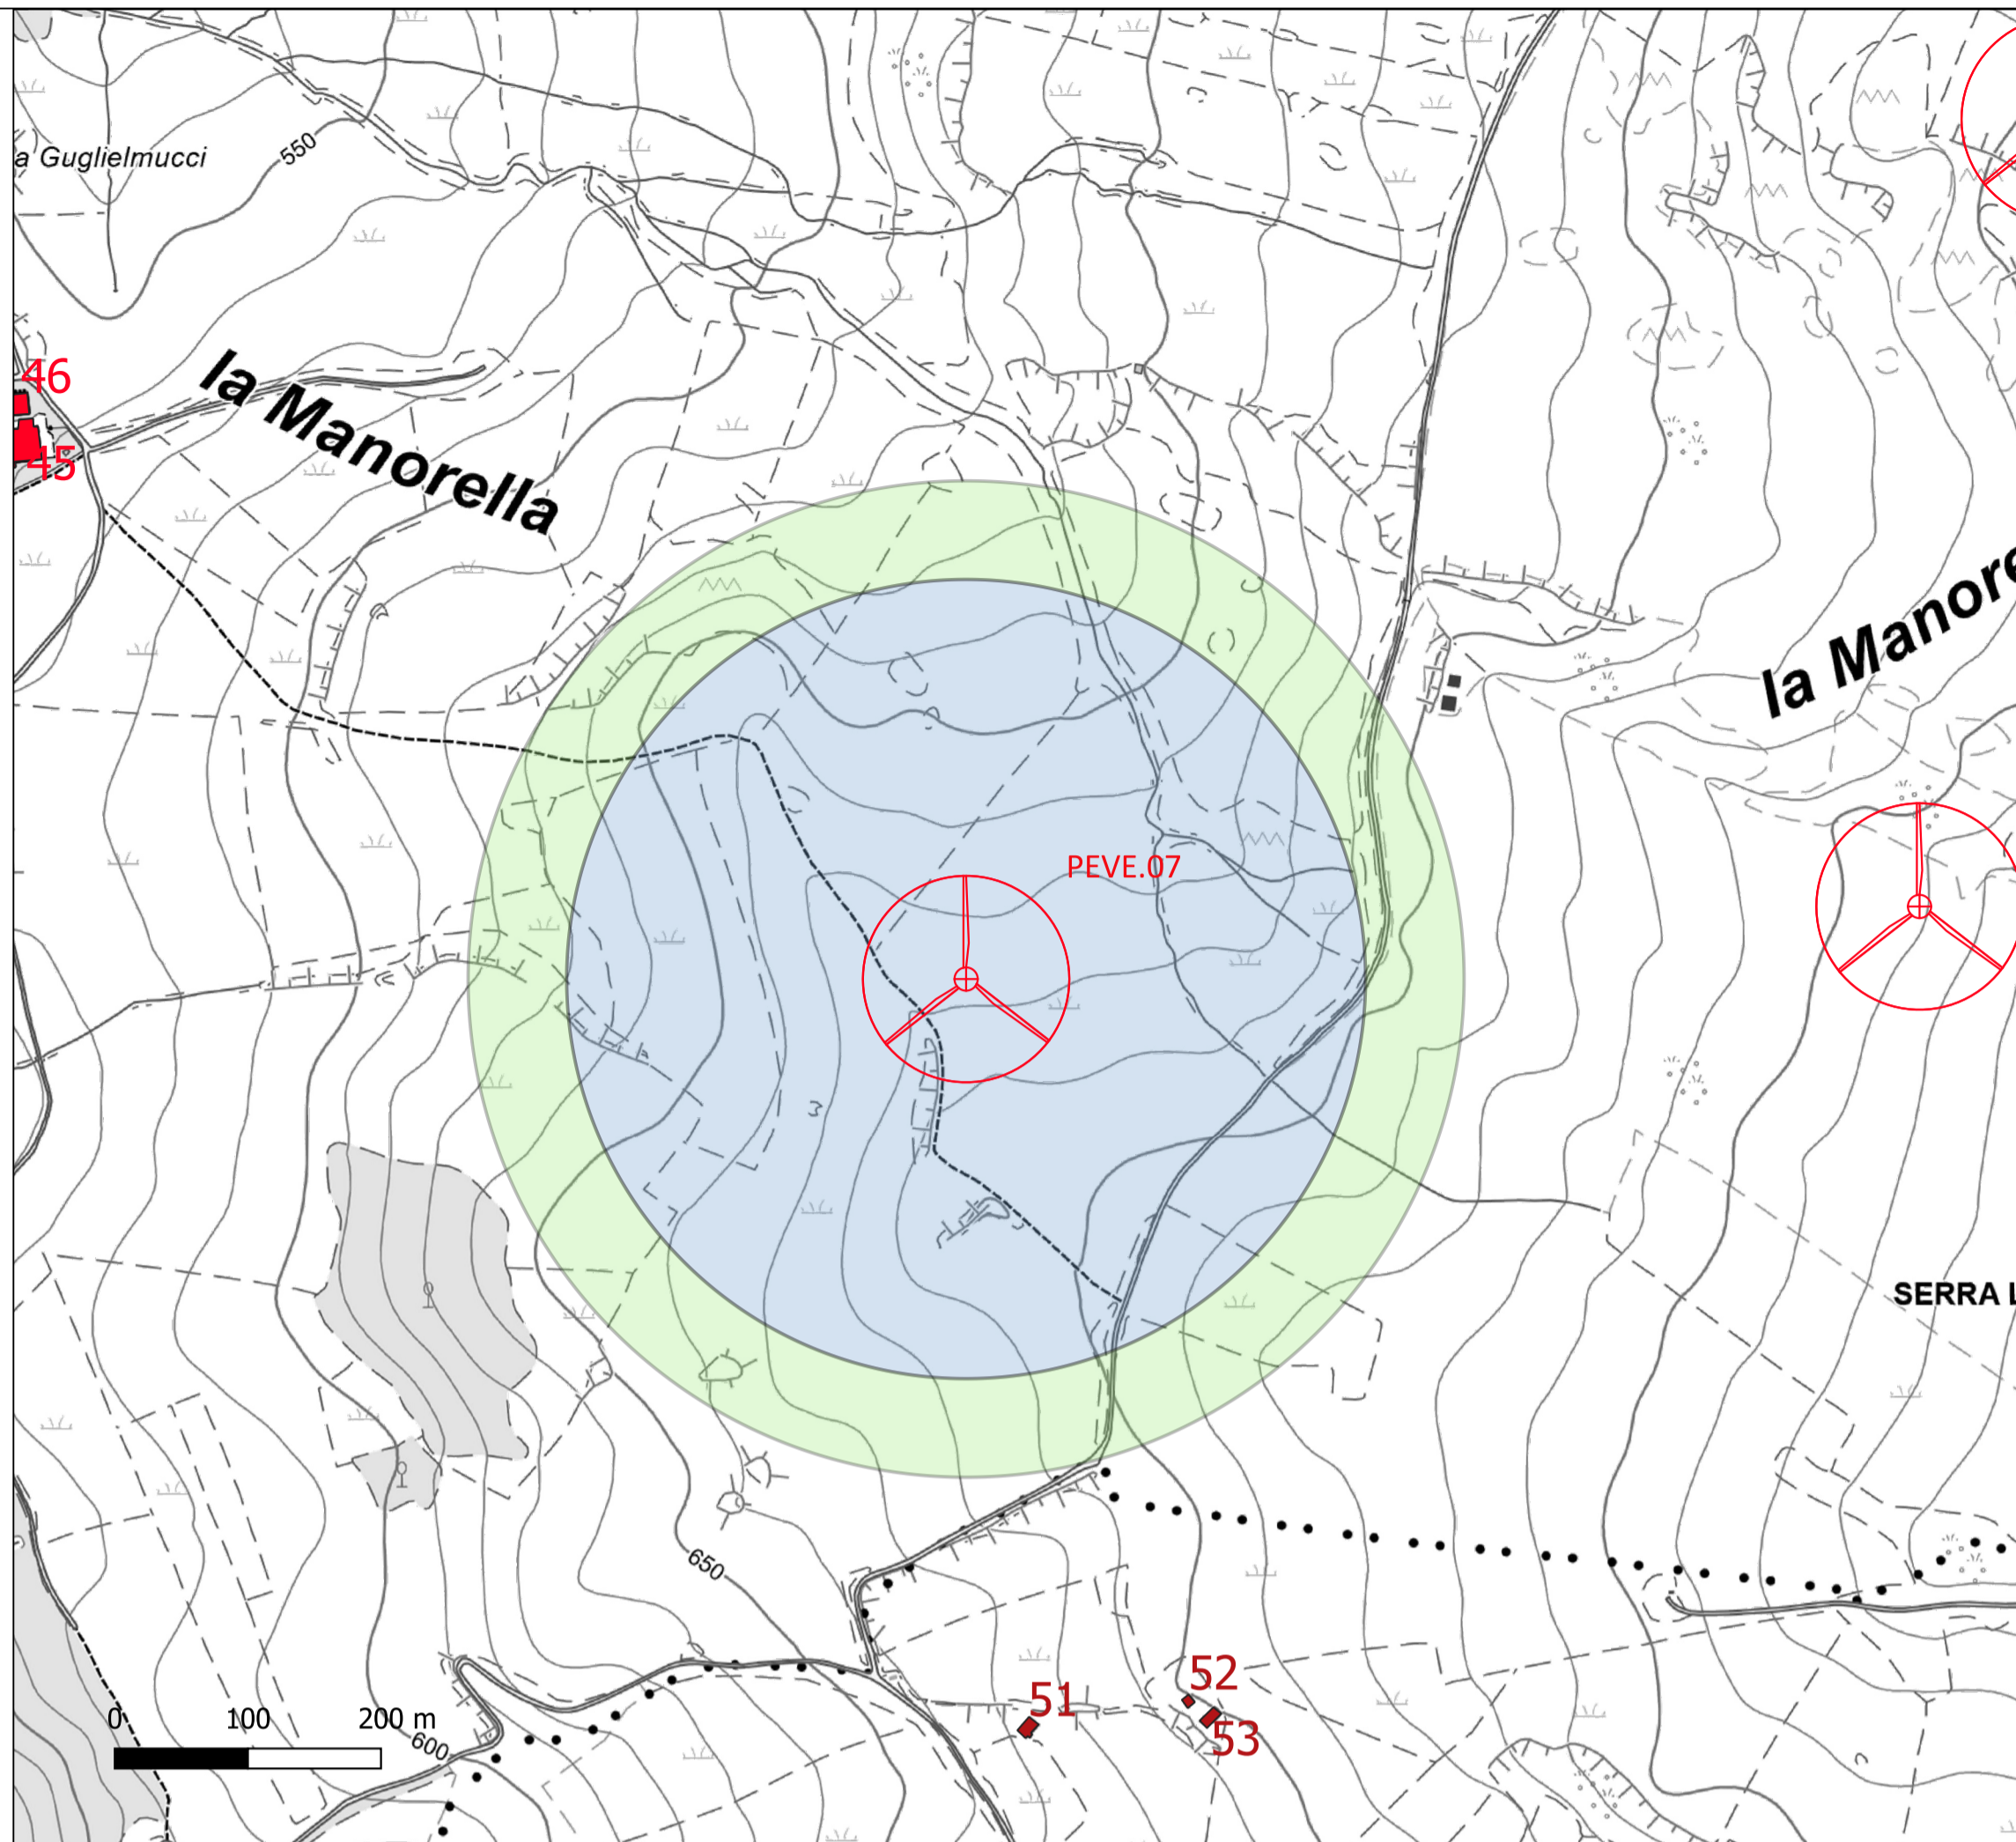 550
a Guglielmucci
46
45
la Manorella
la Manore
PEVE.07
SERRA L
650
52
51
53
0 100 200 m
600